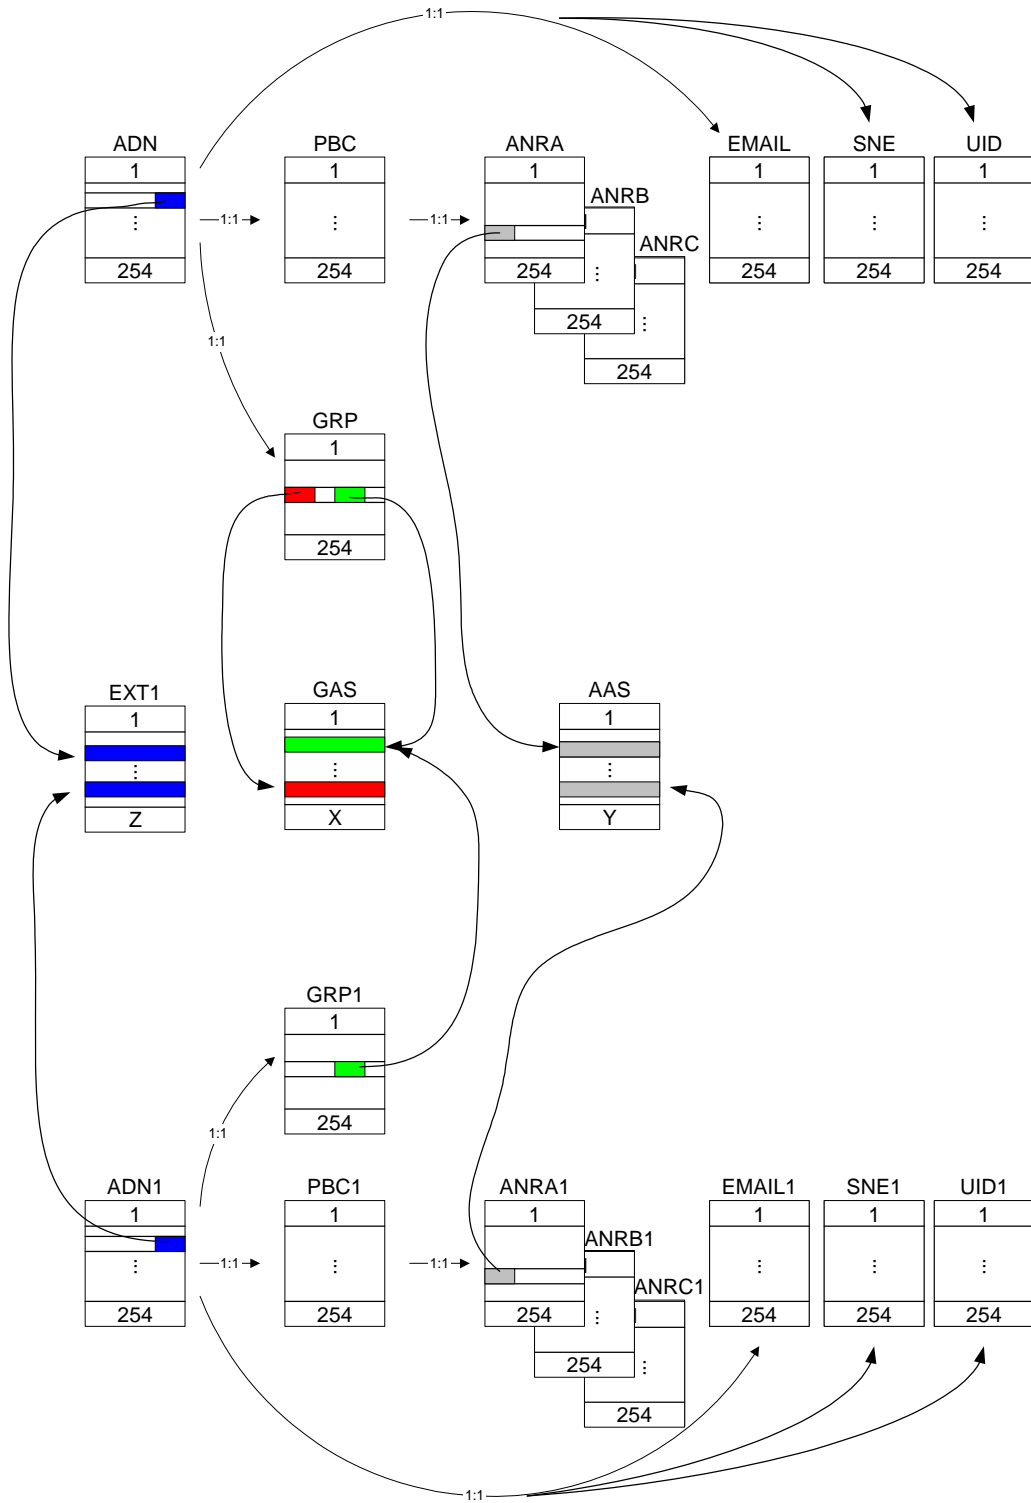 1:1
ADN PBC ANRA EMAIL SNE UID
1 1 1 1 1 1
ANRB
⋮ 1:1 ⋮ 1:1 ⋮ ⋮ ⋮
ANRC
254 254 254 ⋮ 254 254 254
254 ⋮
1:1
254
GRP
1
254
EXT1 GAS AAS
1 1 1
⋮ ⋮ ⋮
Z X Y
GRP1
1
254
1:1
ADN1 PBC1 ANRA1 EMAIL1 SNE1 UID1
1 1 1 1 1 1
ANRB1
⋮ 1:1 ⋮ 1:1 ⋮ ⋮ ⋮
ANRC1
254 254 254 ⋮ 254 254 254
254 ⋮
254
1:1